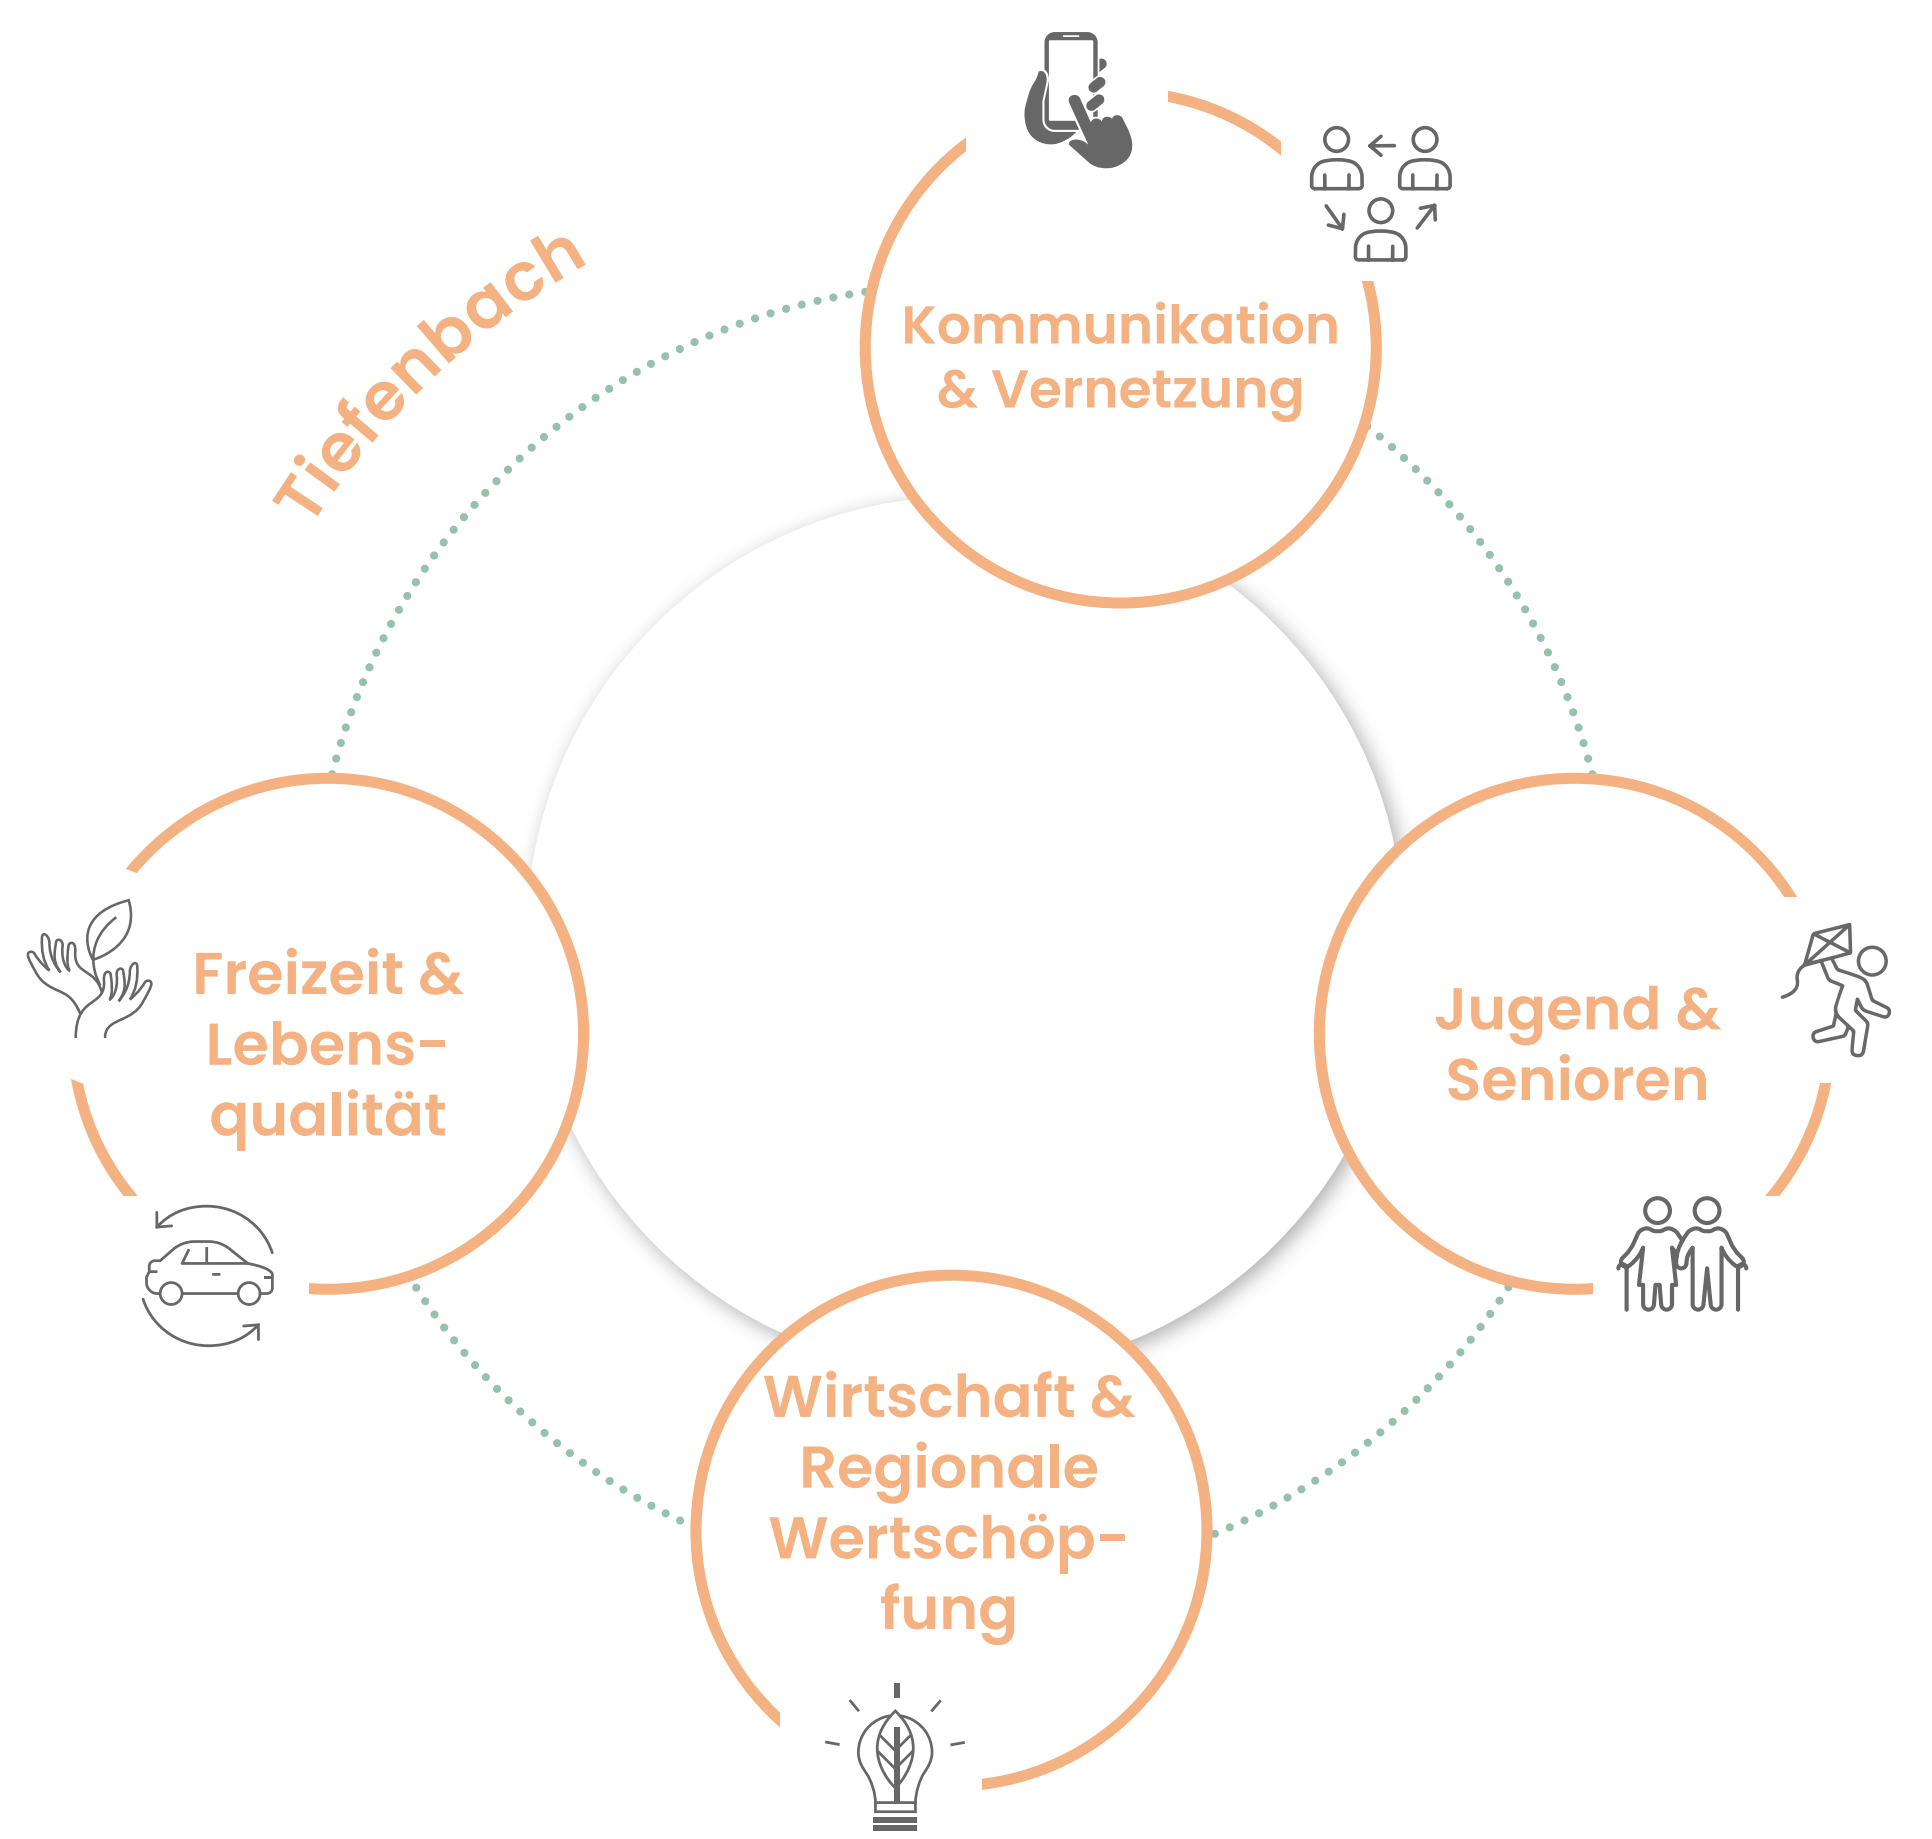 Tiefenbach
Kommunikation
& Vernetzung
Freizeit &
Lebens-
qualität
Jugend &
Senioren
Wirtschaft &
Regionale
Wertschöp-
fung